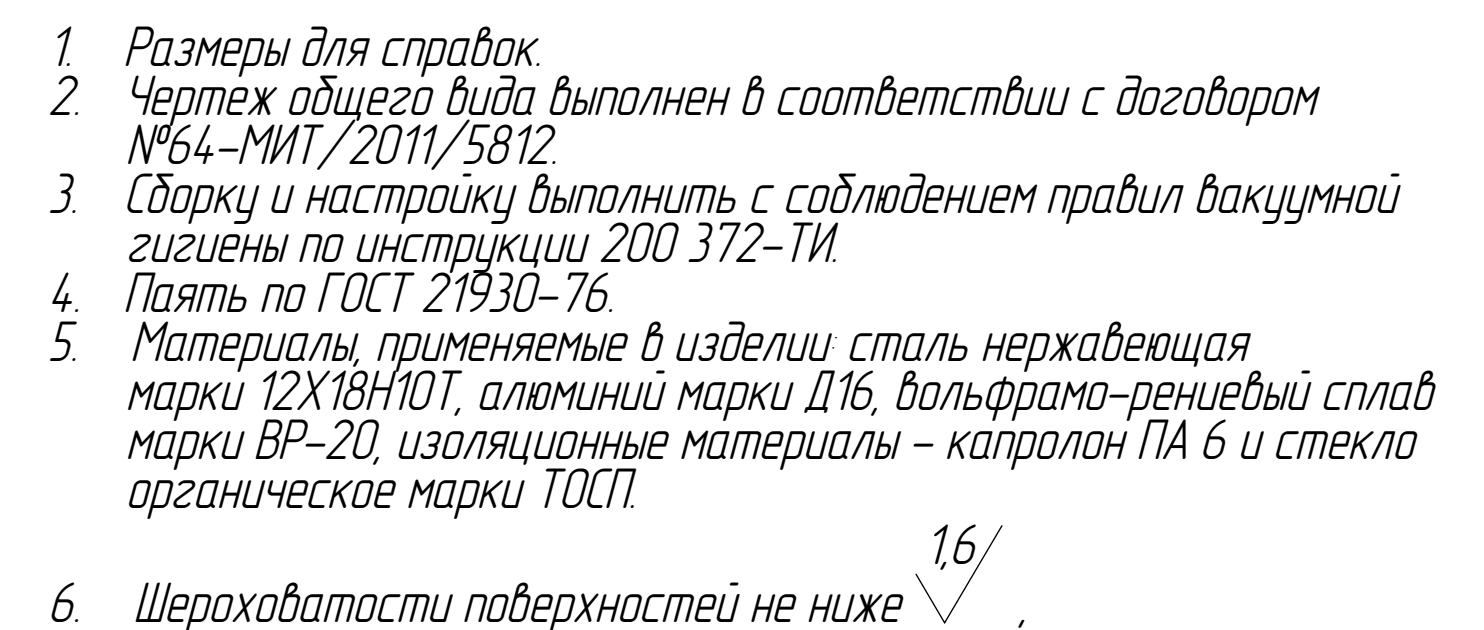 1. Размеры для справок.
2. Чертеж общего вида выполнен в соответствии с договором
№64-МИТ/2011/5812.
3. Сборку и настройку выполнить с соблюдением правил вакуумной
гигиены по инструкции 200 372-ТИ.
4. Паять по ГОСТ 21930-76.
5. Материалы, применяемые в изделии: сталь нержавеющая
марки 12Х18Н10Т, алюминий марки Д16, вольфрамо-рениевый сплав
марки ВР-20, изоляционные материалы - капролон ПА 6 и стекло
органическое марки ТОСП.
6. Шероховатости поверхностей не ниже 1,6 ,